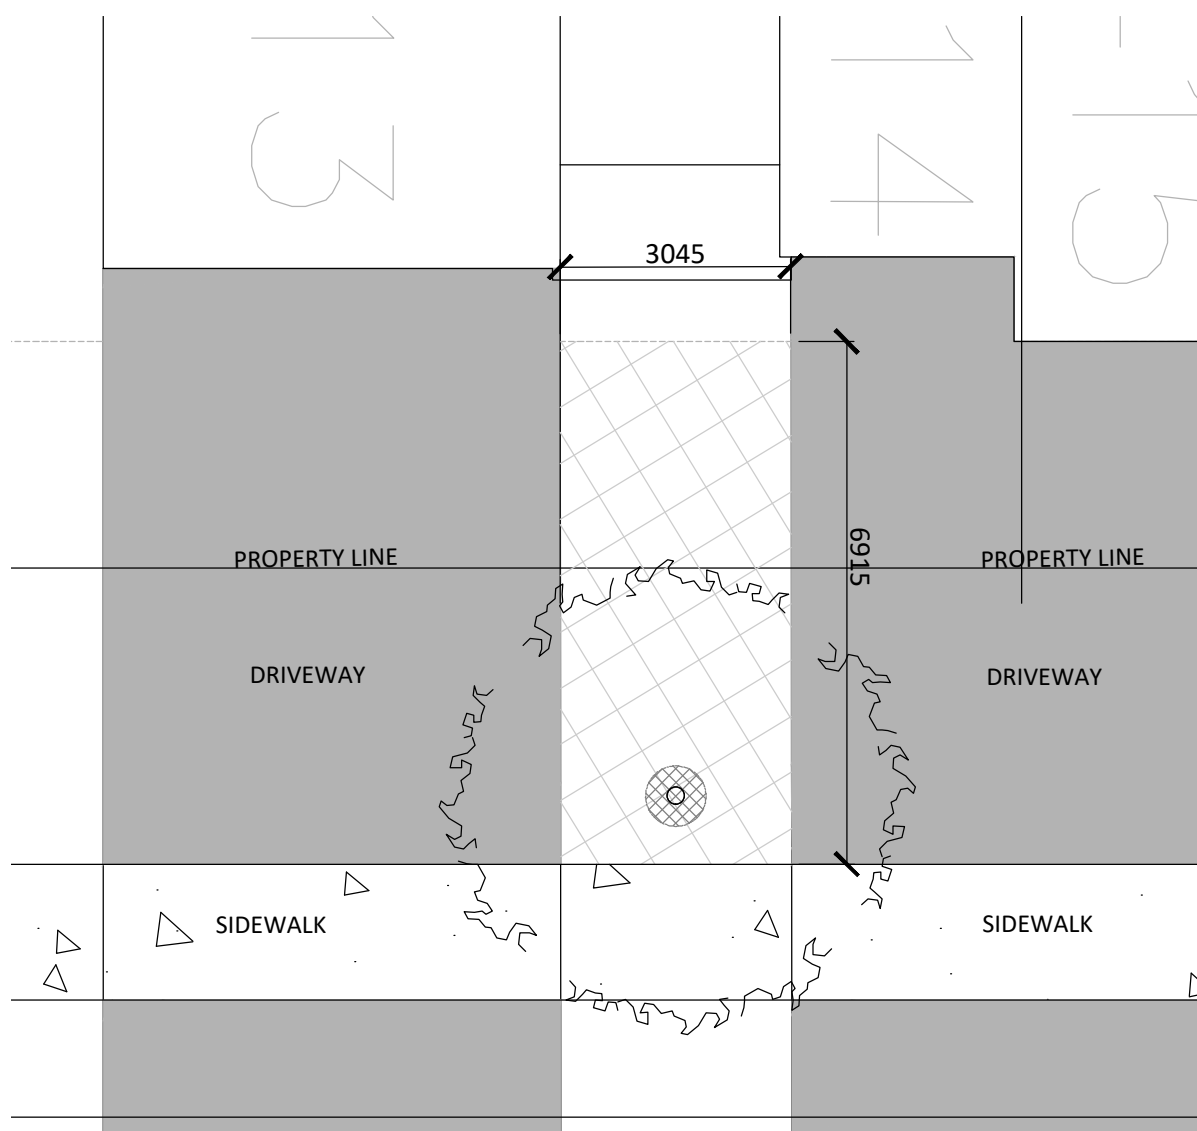 13
14
3045
PROPERTY LINE
6915
PROPERTY LINE
DRIVEWAY
DRIVEWAY
SIDEWALK
SIDEWALK